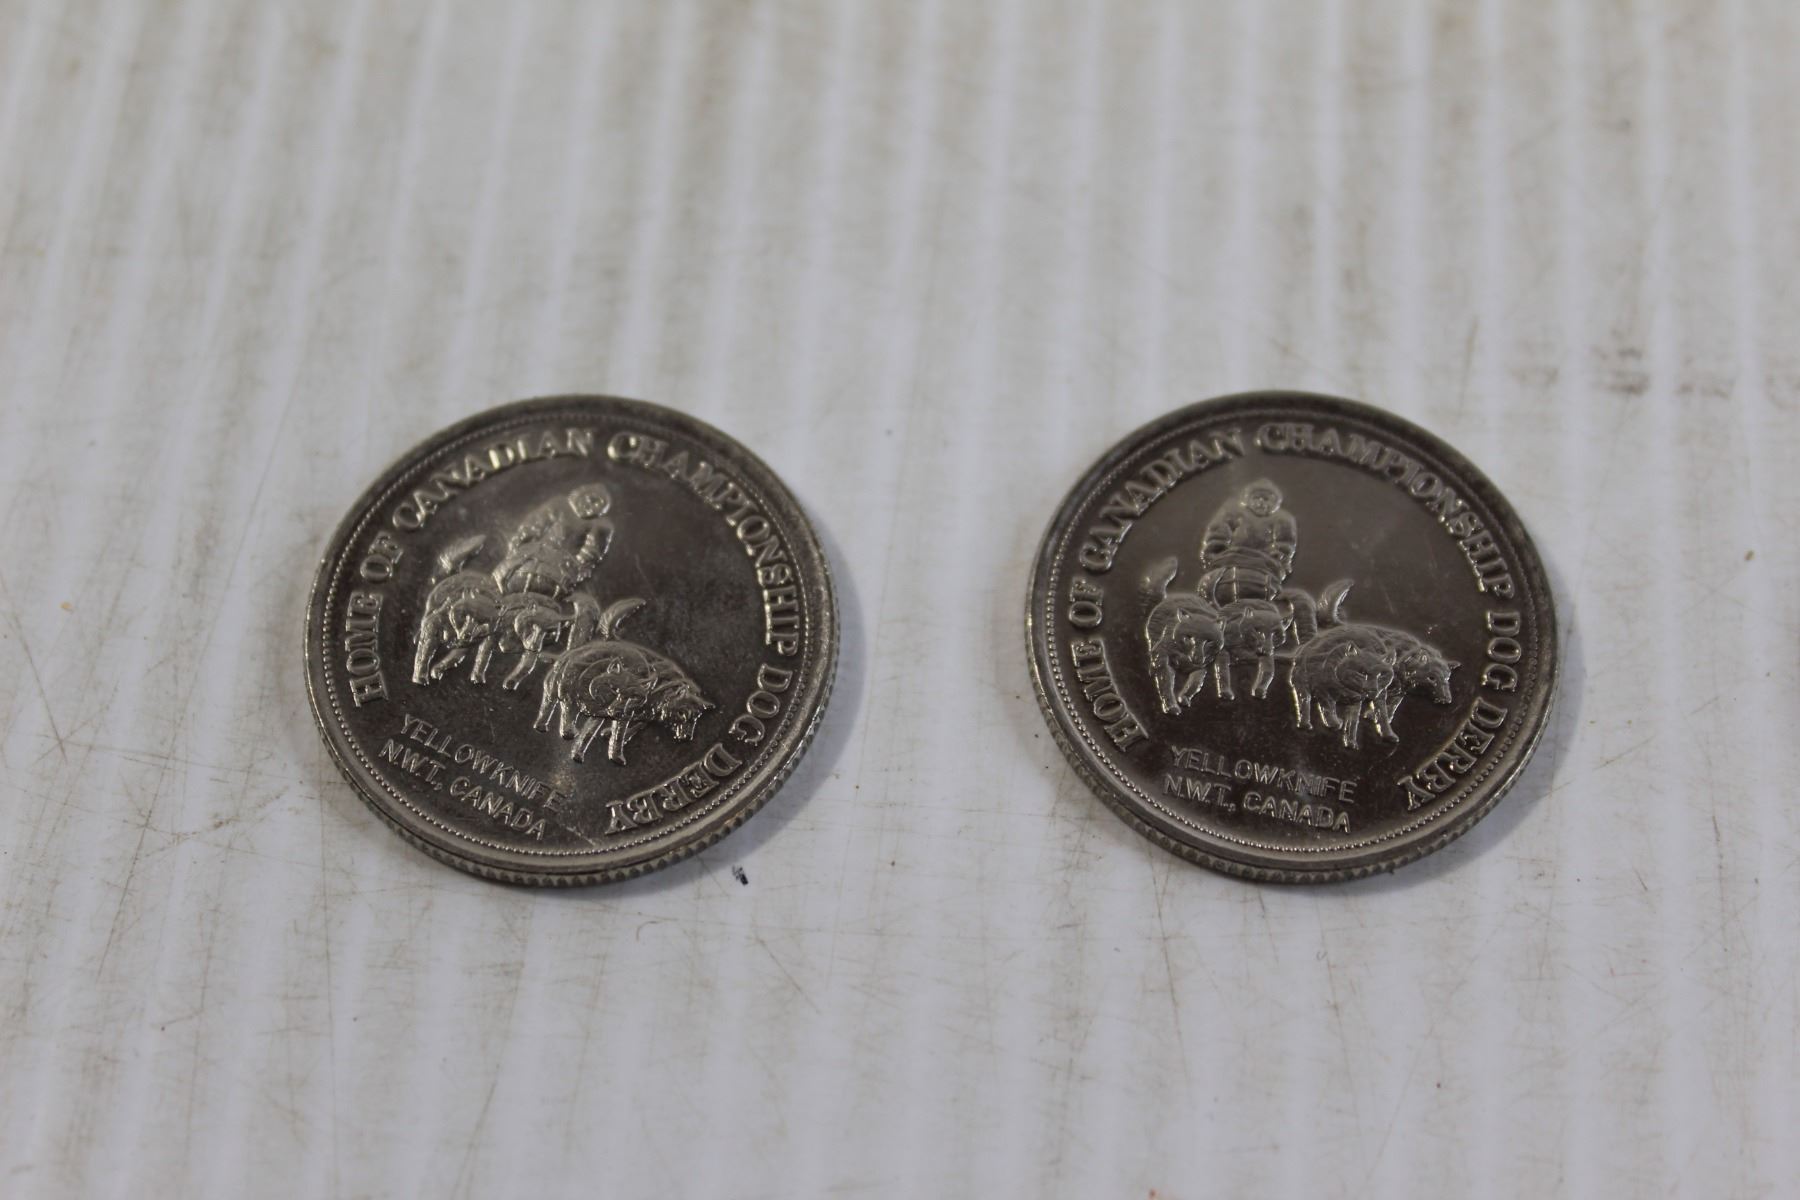 HOME OF CANADIAN CHAMPIONSHIP DOG DERBY
YELLOWKNIFE
N.W.T., CANADA
HOME OF CANADIAN CHAMPIONSHIP DOG DERBY
YELLOWKNIFE
N.W.T., CANADA